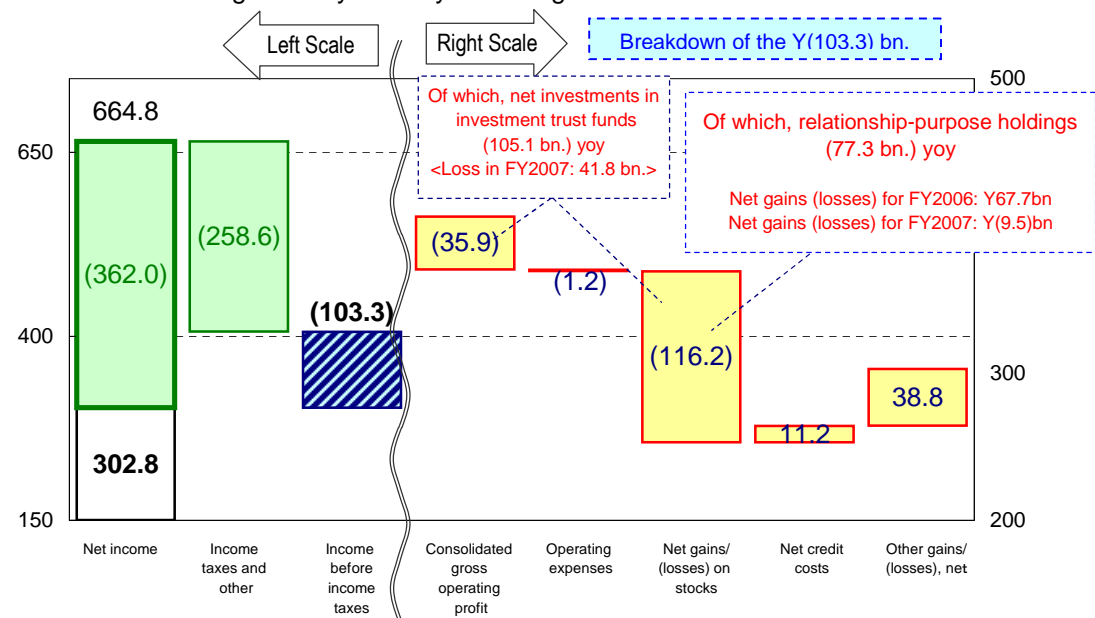 Left Scale
Right Scale
Breakdown of the Y(103.3) bn.
500
Of which, net investments in
investment trust funds
(105.1 bn.) yoy
<Loss in FY2007: 41.8 bn.>
Of which, relationship-purpose holdings
(77.3 bn.) yoy
Net gains (losses) for FY2006: Y67.7bn
Net gains (losses) for FY2007: Y(9.5)bn
664.8
650
(258.6)
(35.9)
(362.0)
(1.2)
(103.3)
400
(116.2)
300
38.8
11.2
302.8
150
200
Net income
Income
taxes and
other
Income
before
income
taxes
Consolidated
gross
operating
profit
Operating
expenses
Net gains/
(losses) on
stocks
Net credit
costs
Other gains/
(losses), net